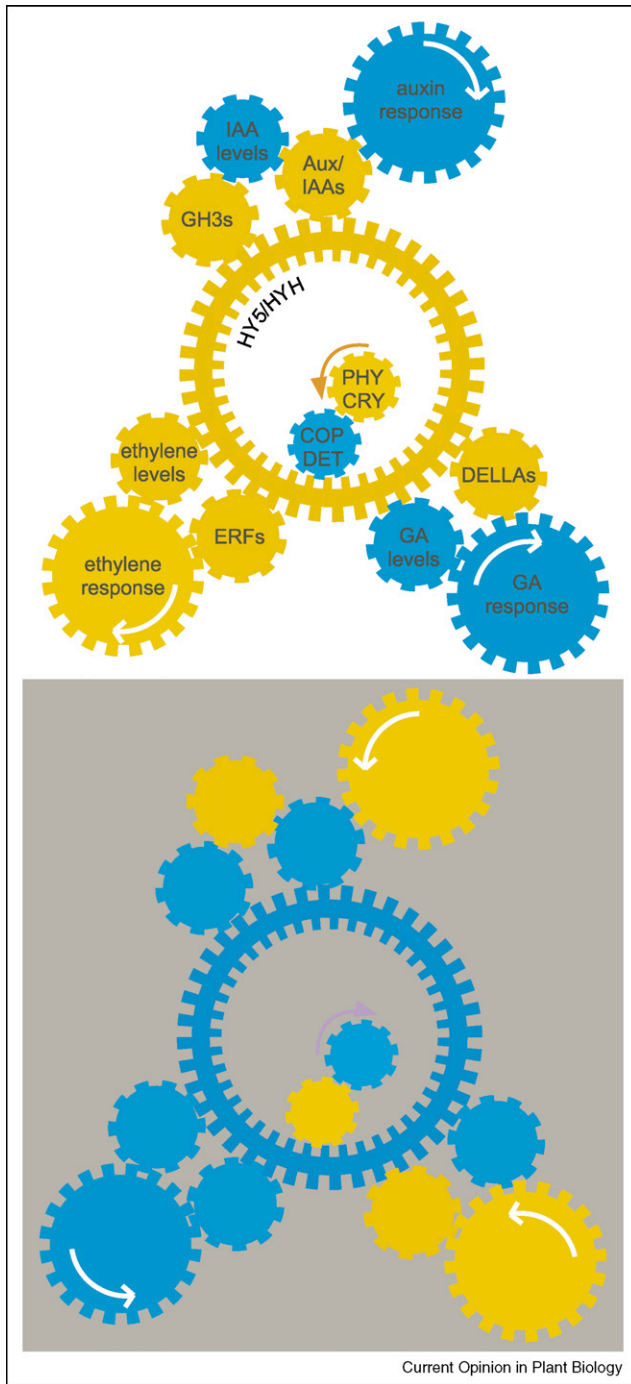 auxin
response
IAA
levels
Aux/
IAAs
GH3s
HY5/HYH
PHY
CRY
COP
DET
ethylene
levels
DELLAs
ERFs
GA
levels
ethylene
response
GA
response
Current Opinion in Plant Biology